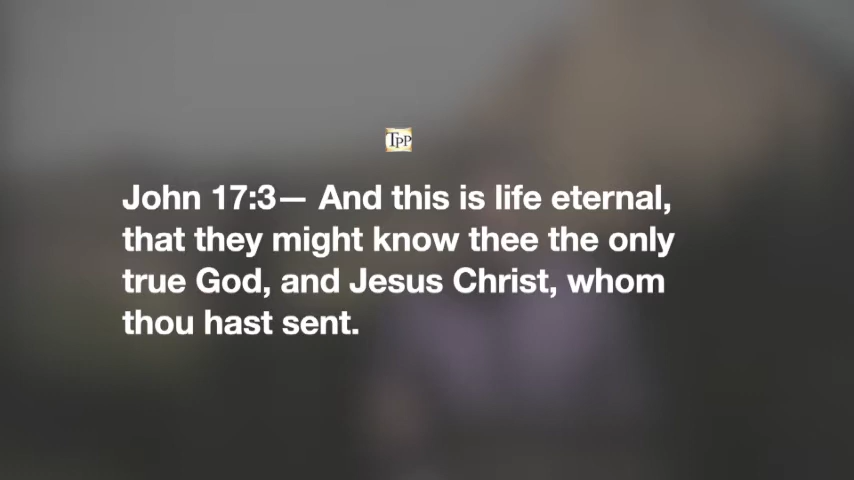 TPP
John 17:3— And this is life eternal,
that they might know thee the only
true God, and Jesus Christ, whom
thou hast sent.